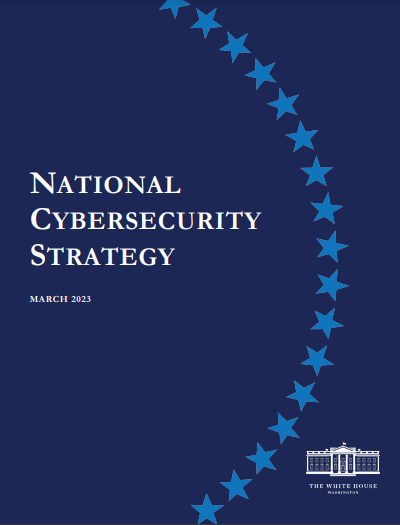 NATIONAL
CYBERSECURITY
STRATEGY
MARCH 2023
THE WHITE HOUSE
WASHINGTON